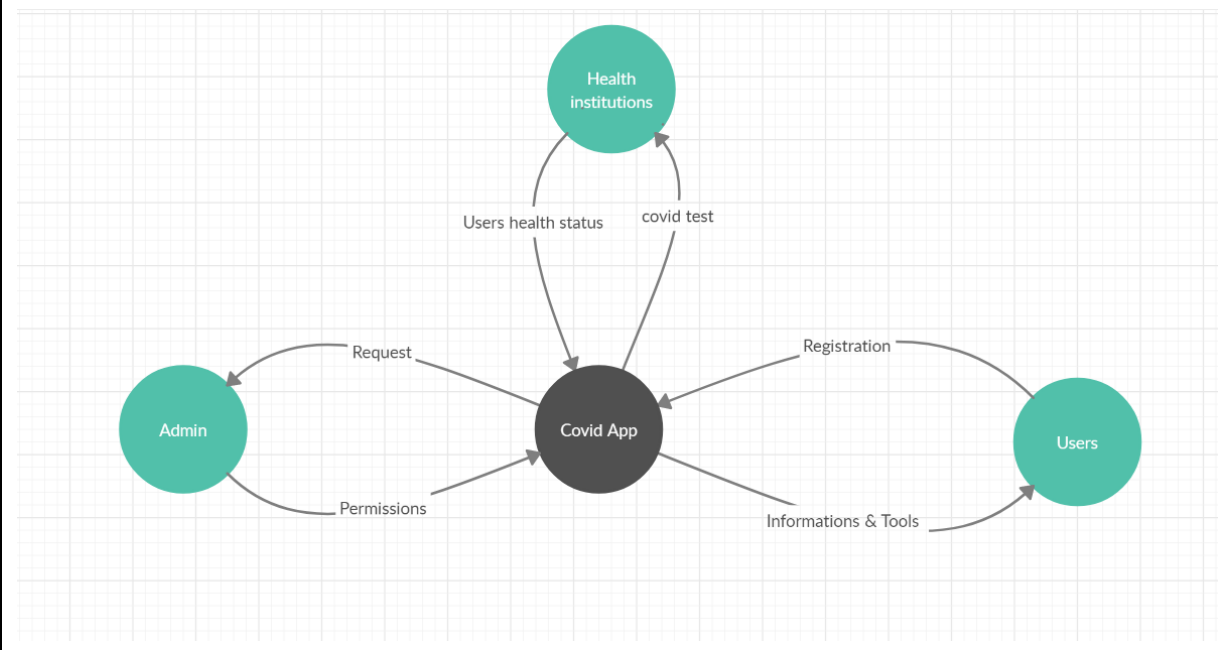 Health
institutions
Users health status
covid test
Request
Registration
Admin
Covid App
Users
Permissions
Informations & Tools